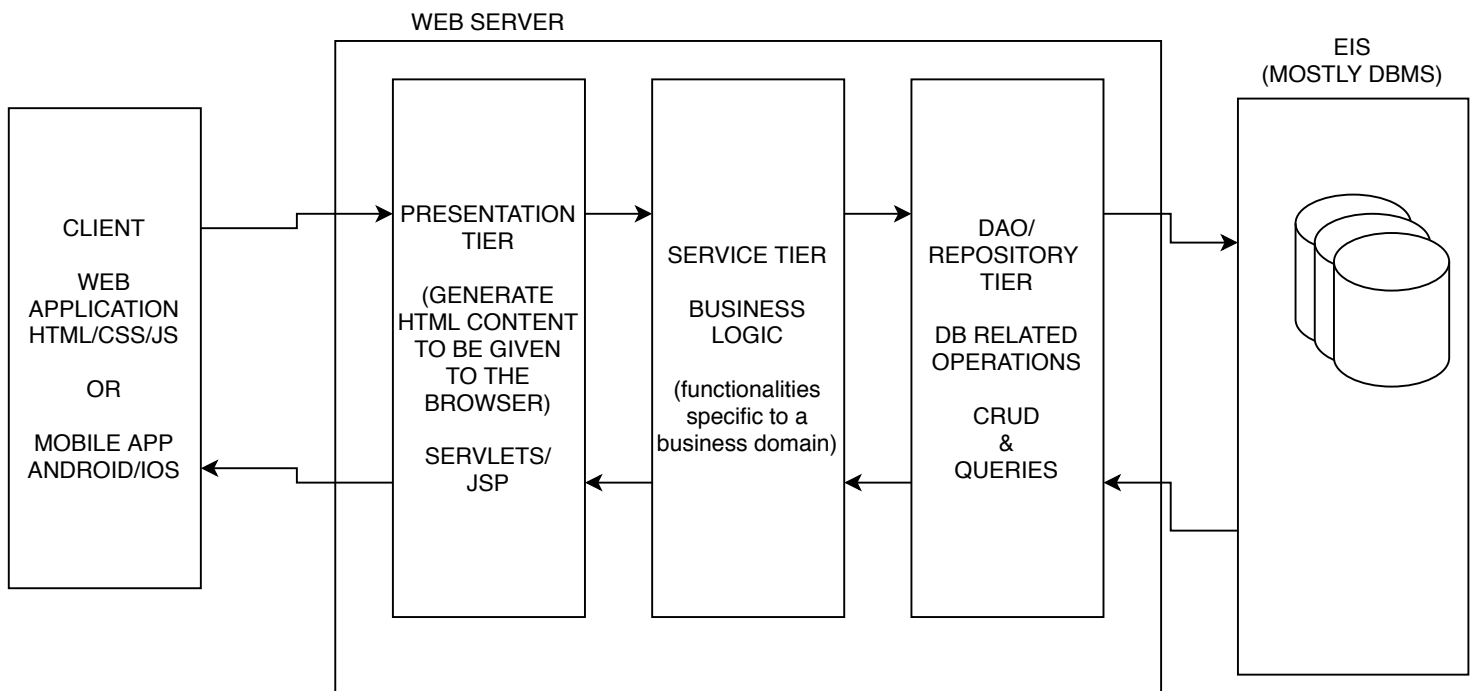 WEB SERVER
EIS
(MOSTLY DBMS)
CLIENT
WEB
APPLICATION
HTML/CSS/JS
OR
MOBILE APP
ANDROID/IOS
PRESENTATION
TIER
(GENERATE
HTML CONTENT
TO BE GIVEN
TO THE
BROWSER)
SERVLETS/
JSP
SERVICE TIER
BUSINESS
LOGIC
(functionalities
specific to a
business domain)
DAO/
REPOSITORY
TIER
DB RELATED
OPERATIONS
CRUD
&
QUERIES